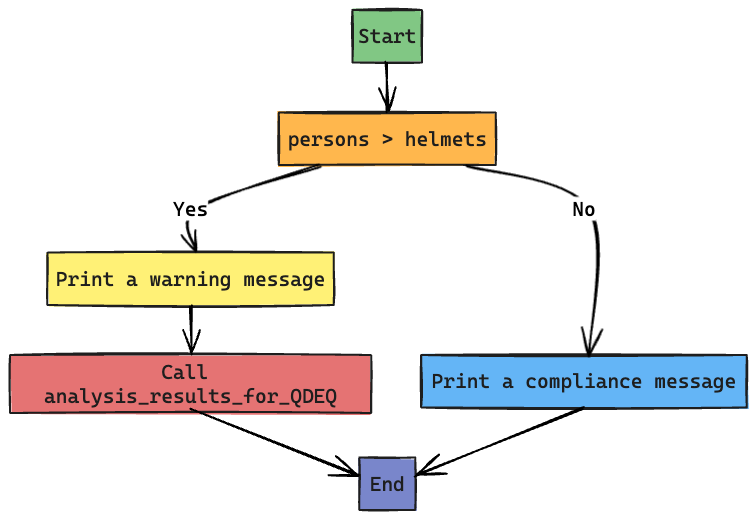 Start
persons > helmets
Yes
No
Print a warning message
Call
analysis_results_for_QDEQ
Print a compliance message
End